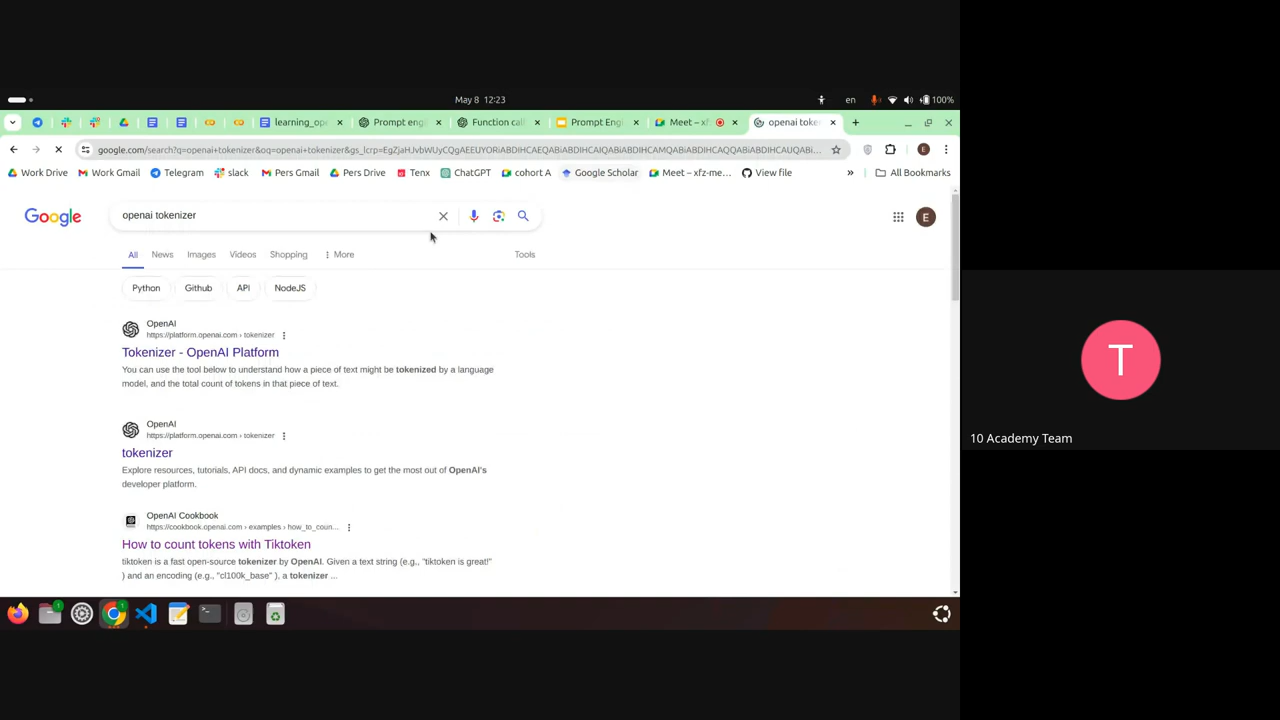 May 8 12:23
en
100%
learning_ope
Prompt engi
Function call
Prompt Engi
Meet – xfz
openai toke
google.com/search?q=openai+tokenizer&oq=openai+tokenizer&gs_lcrp=
Work Drive
Work Gmail
Telegram
slack
Pers Gmail
Pers Drive
Tenx
ChatGPT
cohort A
Google Scholar
Meet – xfz-me...
View file
»
All Bookmarks
Google
openai tokenizer
E
All
News
Images
Videos
Shopping
More
Tools
Python
Github
API
NodeJS
OpenAI
https://platform.openai.com › tokenizer
Tokenizer - OpenAI Platform
You can use the tool below to understand how a piece of text might be tokenized by a language
model, and the total count of tokens in that piece of text.
OpenAI
https://platform.openai.com › tokenizer
tokenizer
Explore resources, tutorials, API docs, and dynamic examples to get the most out of OpenAI's
developer platform.
OpenAI Cookbook
https://cookbook.openai.com › examples › how_to_coun...
How to count tokens with Tiktoken
tiktoken is a fast open-source tokenizer by OpenAI. Given a text string (e.g., "tiktoken is great!"
) and an encoding (e.g., "cl100k_base" ), a tokenizer ...
T
10 Academy Team